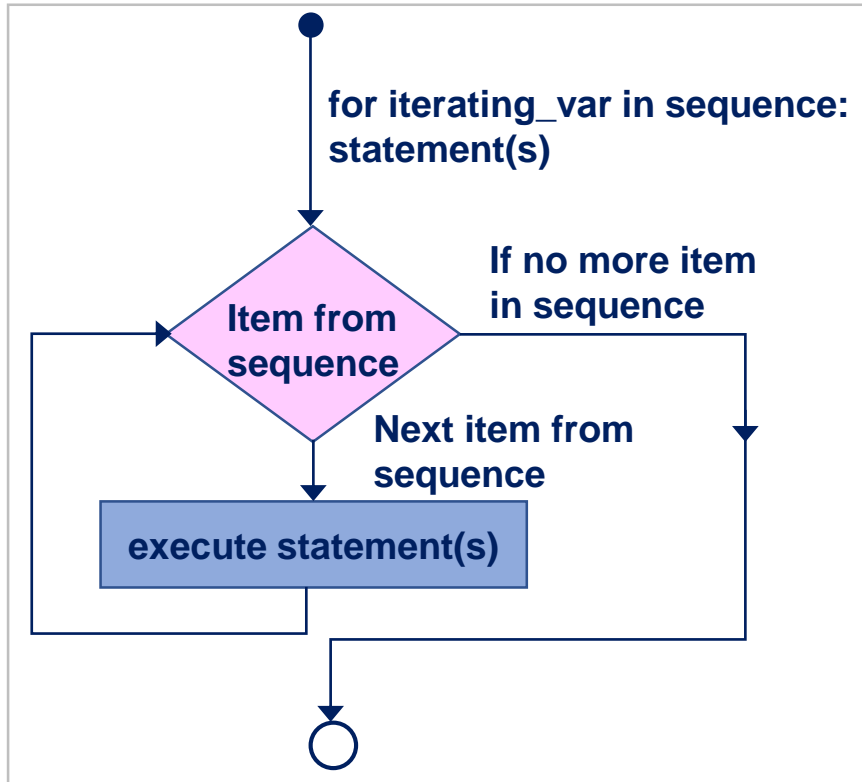 for iterating_var in sequence:
statement(s)
If no more item
in sequence
Item from
sequence
Next item from
sequence
execute statement(s)